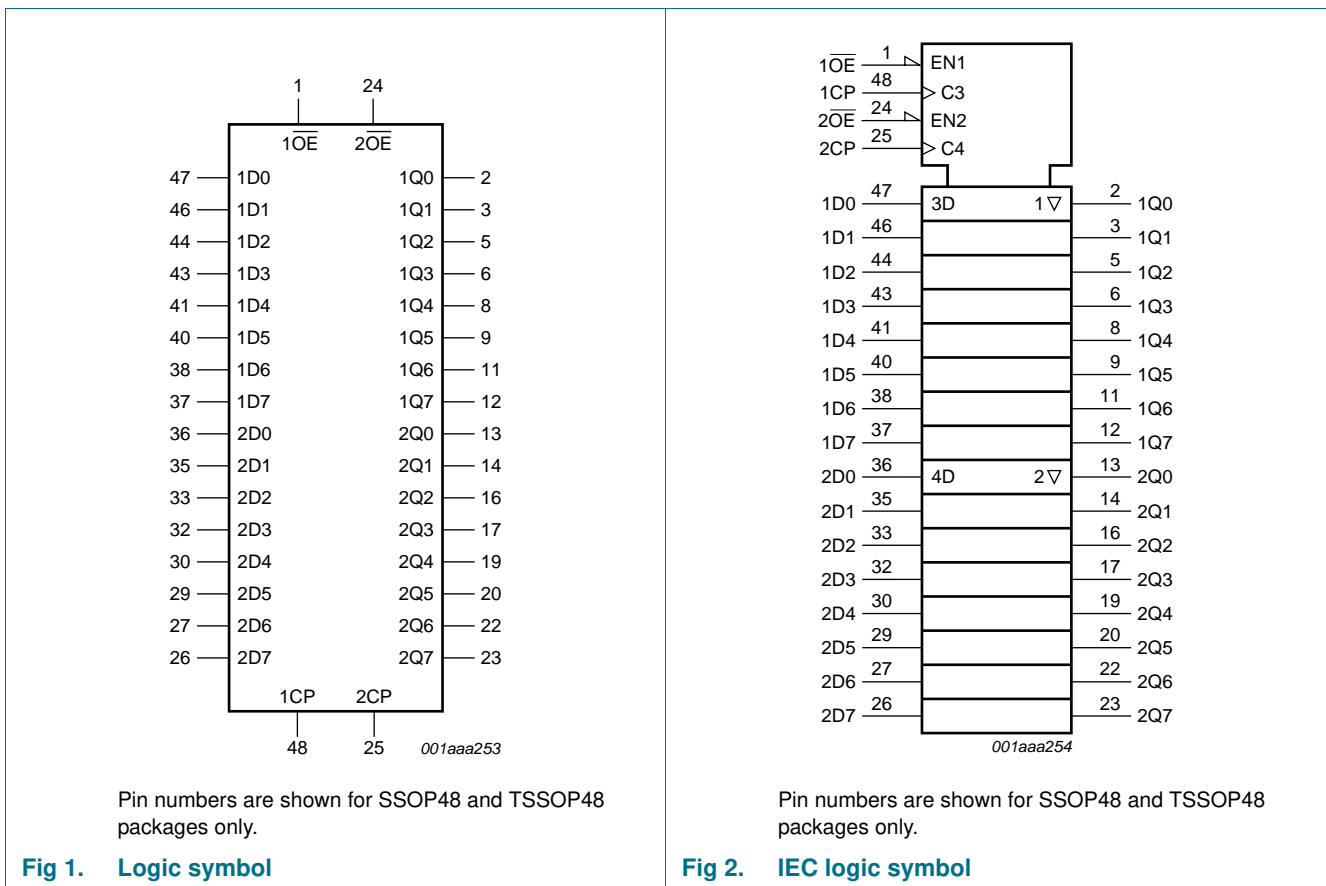 1 24
1OE 2OE
47 1D0 1Q0 2
46 1D1 1Q1 3
44 1D2 1Q2 5
43 1D3 1Q3 6
41 1D4 1Q4 8
40 1D5 1Q5 9
38 1D6 1Q6 11
37 1D7 1Q7 12
36 2D0 2Q0 13
35 2D1 2Q1 14
33 2D2 2Q2 16
32 2D3 2Q3 17
30 2D4 2Q4 19
29 2D5 2Q5 20
27 2D6 2Q6 22
26 2D7 2Q7 23
1CP 2CP
48 25 001aaa253
Pin numbers are shown for SSOP48 and TSSOP48
packages only.
Fig 1. Logic symbol
1OE 1 EN1
1CP 48 C3
2OE 24 EN2
2CP 25 C4
1D0 47 3D 1 ▽ 2 1Q0
1D1 46 3 1Q1
1D2 44 5 1Q2
1D3 43 6 1Q3
1D4 41 8 1Q4
1D5 40 9 1Q5
1D6 38 11 1Q6
1D7 37 12 1Q7
2D0 36 4D 2 ▽ 13 2Q0
2D1 35 14 2Q1
2D2 33 16 2Q2
2D3 32 17 2Q3
2D4 30 19 2Q4
2D5 29 20 2Q5
2D6 27 22 2Q6
2D7 26 23 2Q7
001aaa254
Pin numbers are shown for SSOP48 and TSSOP48
packages only.
Fig 2. IEC logic symbol